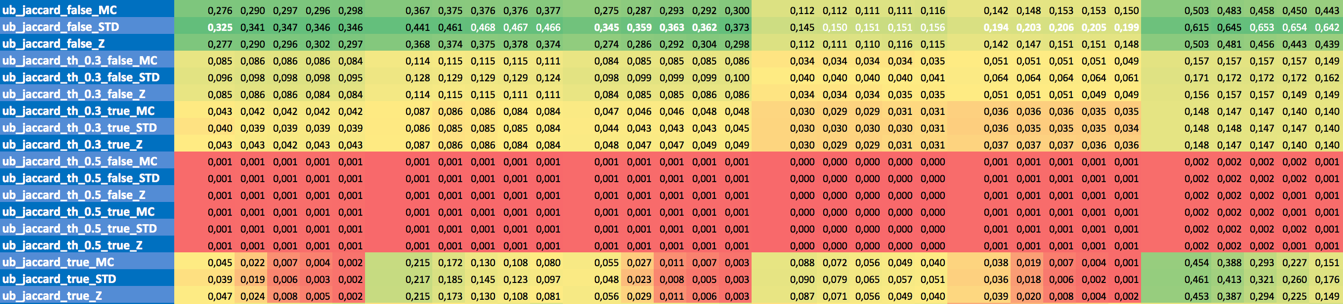 ub_jaccard_false_MC 0,276 0,290 0,297 0,296 0,298 0,367 0,375 0,376 0,376 0,377 0,275 0,287 0,293 0,292 0,300 0,112 0,112 0,111 0,111 0,116 0,142 0,148 0,153 0,153 0,150 0,503 0,483 0,458 0,450 0,443
ub_jaccard_false_STD 0,325 0,341 0,347 0,346 0,346 0,441 0,461 0,468 0,467 0,466 0,345 0,359 0,363 0,362 0,373 0,145 0,150 0,151 0,151 0,156 0,194 0,203 0,206 0,205 0,199 0,615 0,645 0,653 0,654 0,642
ub_jaccard_false_Z 0,277 0,290 0,296 0,302 0,297 0,368 0,374 0,375 0,378 0,374 0,274 0,286 0,292 0,304 0,298 0,112 0,111 0,110 0,116 0,115 0,142 0,147 0,151 0,151 0,148 0,503 0,481 0,456 0,443 0,439
ub_jaccard_th_0.3_false_MC 0,085 0,086 0,086 0,086 0,084 0,114 0,115 0,115 0,115 0,111 0,084 0,085 0,085 0,085 0,086 0,034 0,034 0,034 0,034 0,035 0,051 0,051 0,051 0,051 0,049 0,157 0,157 0,157 0,157 0,149
ub_jaccard_th_0.3_false_STD 0,096 0,098 0,098 0,098 0,095 0,128 0,129 0,129 0,129 0,124 0,098 0,099 0,099 0,099 0,100 0,040 0,040 0,040 0,040 0,041 0,064 0,064 0,064 0,064 0,061 0,171 0,172 0,172 0,172 0,162
ub_jaccard_th_0.3_false_Z 0,085 0,086 0,086 0,084 0,084 0,114 0,115 0,115 0,111 0,111 0,084 0,085 0,085 0,086 0,086 0,034 0,034 0,034 0,035 0,035 0,051 0,051 0,051 0,049 0,049 0,156 0,157 0,157 0,149 0,149
ub_jaccard_th_0.3_true_MC 0,043 0,042 0,042 0,042 0,042 0,087 0,086 0,086 0,084 0,084 0,047 0,046 0,046 0,048 0,048 0,030 0,029 0,029 0,031 0,031 0,036 0,036 0,036 0,035 0,035 0,148 0,147 0,147 0,140 0,140
ub_jaccard_th_0.3_true_STD 0,040 0,039 0,039 0,039 0,039 0,086 0,085 0,085 0,085 0,084 0,044 0,043 0,043 0,043 0,045 0,030 0,030 0,030 0,030 0,031 0,036 0,035 0,035 0,035 0,034 0,148 0,148 0,147 0,147 0,140
ub_jaccard_th_0.3_true_Z 0,043 0,043 0,042 0,043 0,043 0,087 0,086 0,086 0,084 0,084 0,048 0,047 0,047 0,049 0,049 0,030 0,029 0,029 0,031 0,031 0,037 0,037 0,037 0,036 0,036 0,148 0,147 0,147 0,140 0,140
ub_jaccard_th_0.5_false_MC 0,001 0,001 0,001 0,001 0,001 0,001 0,001 0,001 0,001 0,001 0,001 0,001 0,001 0,001 0,001 0,000 0,000 0,000 0,000 0,000 0,001 0,001 0,001 0,001 0,001 0,002 0,002 0,002 0,001 0,001
ub_jaccard_th_0.5_false_STD 0,001 0,001 0,001 0,001 0,001 0,001 0,001 0,001 0,001 0,001 0,001 0,001 0,001 0,001 0,001 0,000 0,000 0,000 0,000 0,000 0,001 0,001 0,001 0,001 0,001 0,002 0,002 0,002 0,002 0,001
ub_jaccard_th_0.5_false_Z 0,001 0,001 0,001 0,001 0,001 0,001 0,001 0,001 0,001 0,001 0,001 0,001 0,001 0,001 0,001 0,000 0,000 0,000 0,000 0,000 0,001 0,001 0,001 0,001 0,001 0,002 0,002 0,002 0,001 0,001
ub_jaccard_th_0.5_true_MC 0,001 0,001 0,001 0,001 0,001 0,001 0,001 0,001 0,001 0,001 0,001 0,001 0,001 0,001 0,001 0,000 0,000 0,000 0,000 0,000 0,001 0,001 0,001 0,001 0,001 0,002 0,002 0,002 0,001 0,001
ub_jaccard_th_0.5_true_STD 0,001 0,001 0,001 0,001 0,001 0,001 0,001 0,001 0,001 0,001 0,001 0,001 0,001 0,001 0,001 0,000 0,000 0,000 0,000 0,000 0,001 0,001 0,001 0,001 0,001 0,002 0,002 0,002 0,002 0,001
ub_jaccard_th_0.5_true_Z 0,001 0,001 0,001 0,001 0,001 0,001 0,001 0,001 0,001 0,001 0,001 0,001 0,001 0,001 0,001 0,000 0,000 0,000 0,000 0,000 0,001 0,001 0,001 0,001 0,001 0,002 0,002 0,002 0,001 0,001
ub_jaccard_true_MC 0,045 0,022 0,007 0,004 0,002 0,215 0,172 0,130 0,108 0,080 0,055 0,027 0,011 0,007 0,003 0,088 0,072 0,056 0,049 0,040 0,038 0,019 0,007 0,004 0,001 0,454 0,388 0,293 0,227 0,151
ub_jaccard_true_STD 0,039 0,019 0,006 0,003 0,002 0,217 0,185 0,145 0,123 0,097 0,048 0,023 0,008 0,005 0,003 0,090 0,079 0,065 0,057 0,051 0,036 0,018 0,006 0,002 0,001 0,461 0,413 0,321 0,260 0,176
ub_jaccard_true_Z 0,047 0,024 0,008 0,005 0,002 0,215 0,173 0,130 0,108 0,081 0,056 0,029 0,011 0,006 0,003 0,087 0,071 0,056 0,049 0,040 0,039 0,020 0,008 0,004 0,002 0,453 0,387 0,290 0,225 0,150